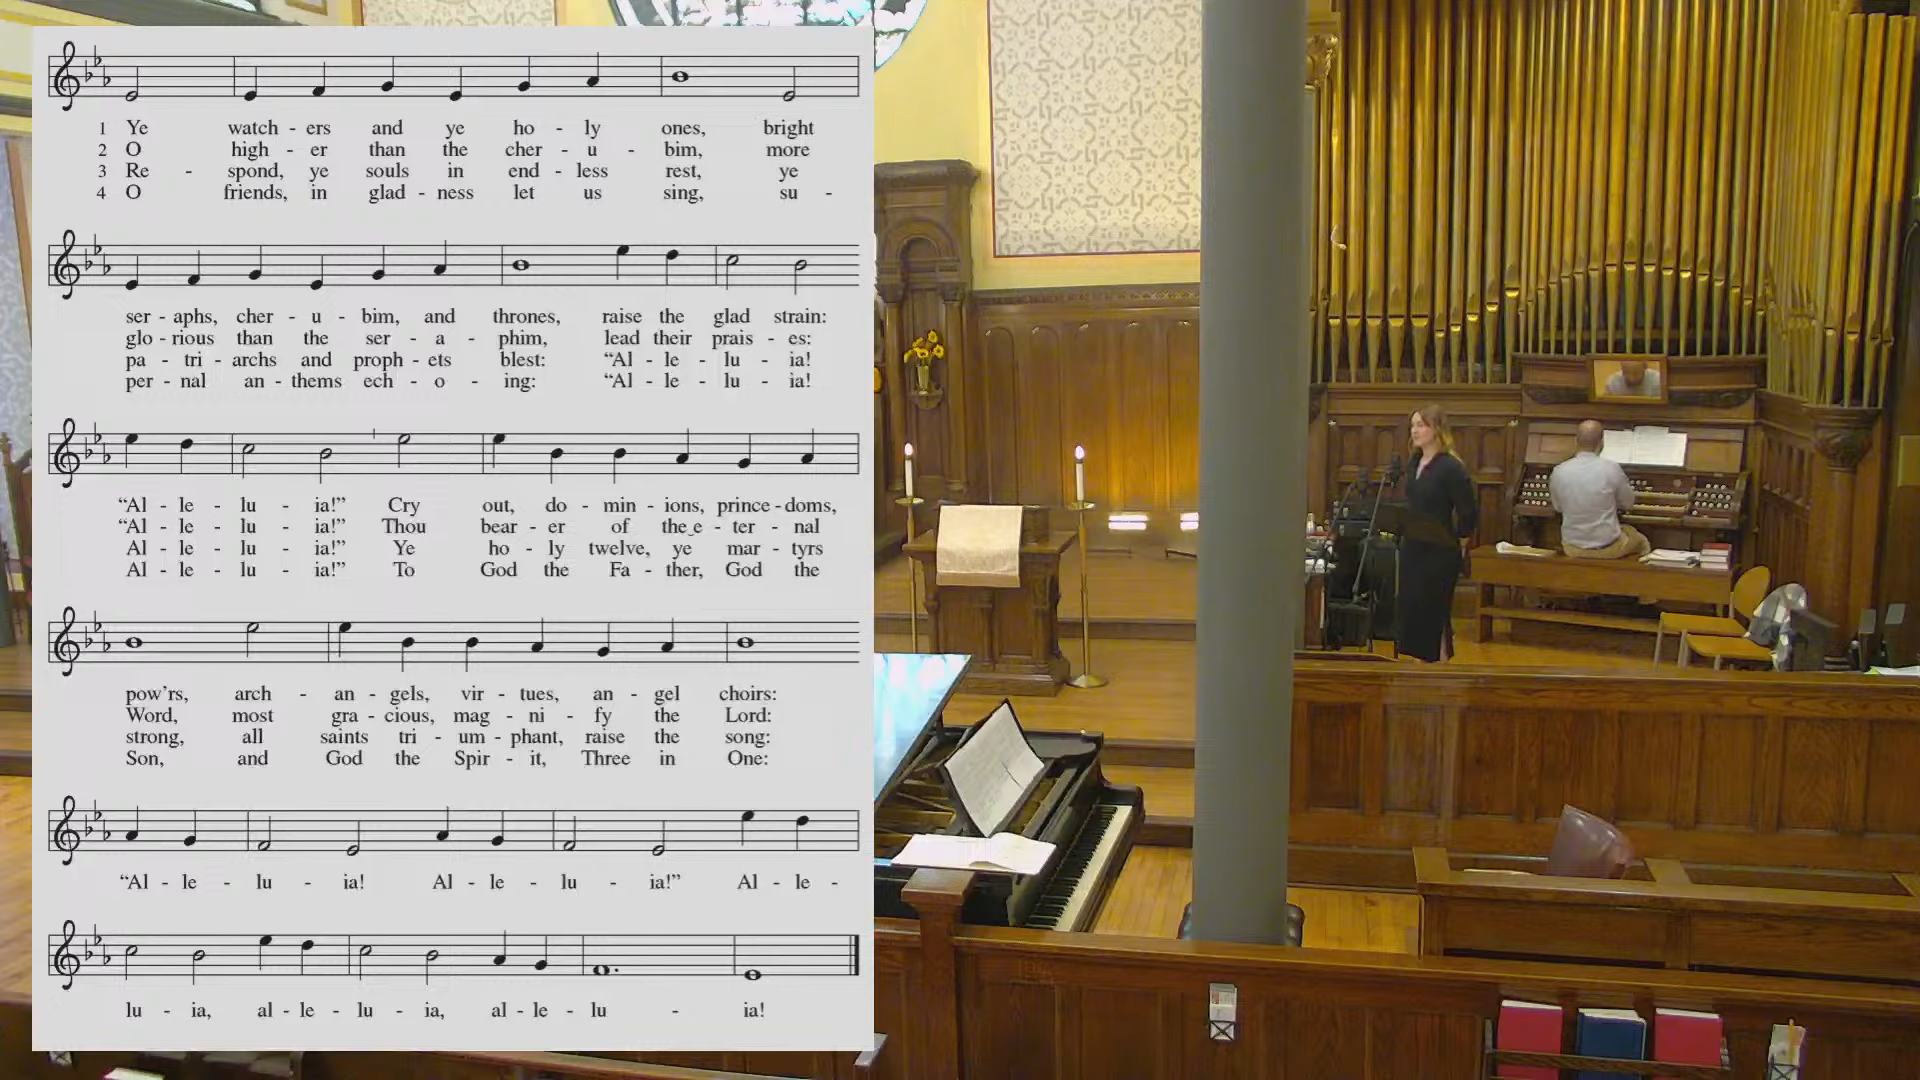 1 Ye watch - ers and ye ho - ly ones, bright
2 O high - er than the cher - u - bim, more
3 Re - spond, ye souls in end - less rest, ye
4 O friends, in glad - ness let us sing, su -
ser - aphs, cher - u - bim, and thrones, raise the glad strain:
glo - rious than the ser - a - phim, lead their prais - es:
pa - tri - archs and proph - ets blest: “Al - le - lu - ia!
per - nal an - thems ech - o - ing: “Al - le - lu - ia!
“Al - le - lu - ia!” Cry out, do - min - ions, prince - doms,
“Al - le - lu - ia!” Thou bear - er of the‿e - ter - nal
Al - le - lu - ia!” Ye ho - ly twelve, ye mar - tyrs
Al - le - lu - ia!” To God the Fa - ther, God the
pow’rs, arch - an - gels, vir - tues, an - gel choirs:
Word, most gra - cious, mag - ni - fy the Lord:
strong, all saints tri - um - phant, raise the song:
Son, and God the Spir - it, Three in One:
“Al - le - lu - ia! Al - le - lu - ia!” Al - le -
lu - ia, al - le - lu - ia, al - le - lu - ia!